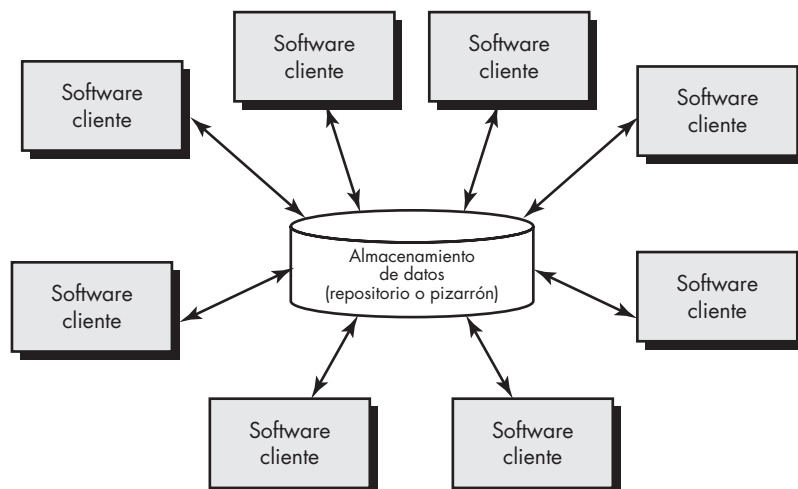 Software
cliente
Software
cliente
Software
cliente
Software
cliente
Almacenamiento
de datos
(repositorio o pizarrón)
Software
cliente
Software
cliente
Software
cliente
Software
cliente